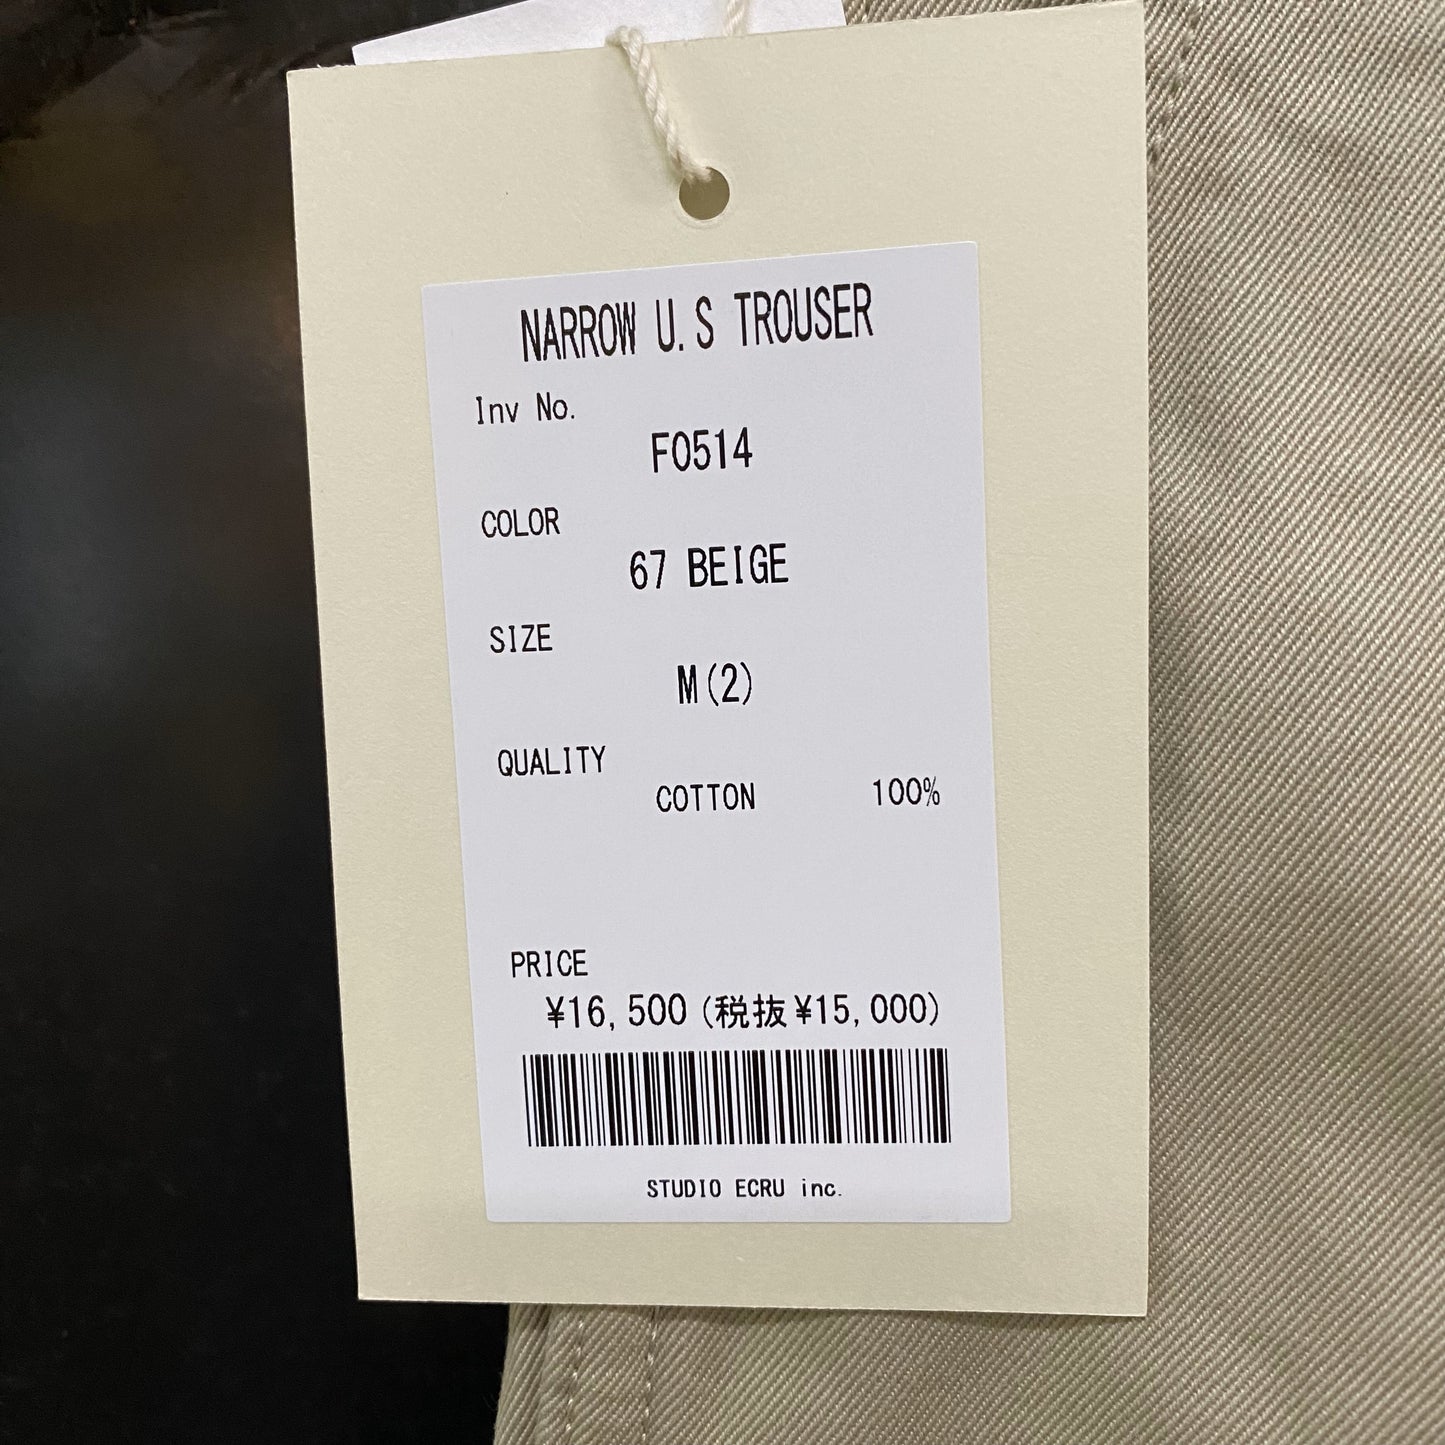 NARROW U.S TROUSER
Inv No.
F0514
COLOR
67 BEIGE
SIZE
M(2)
QUALITY
COTTON 100%
PRICE
¥16,500(税抜¥15,000)
STUDIO ECRU inc.